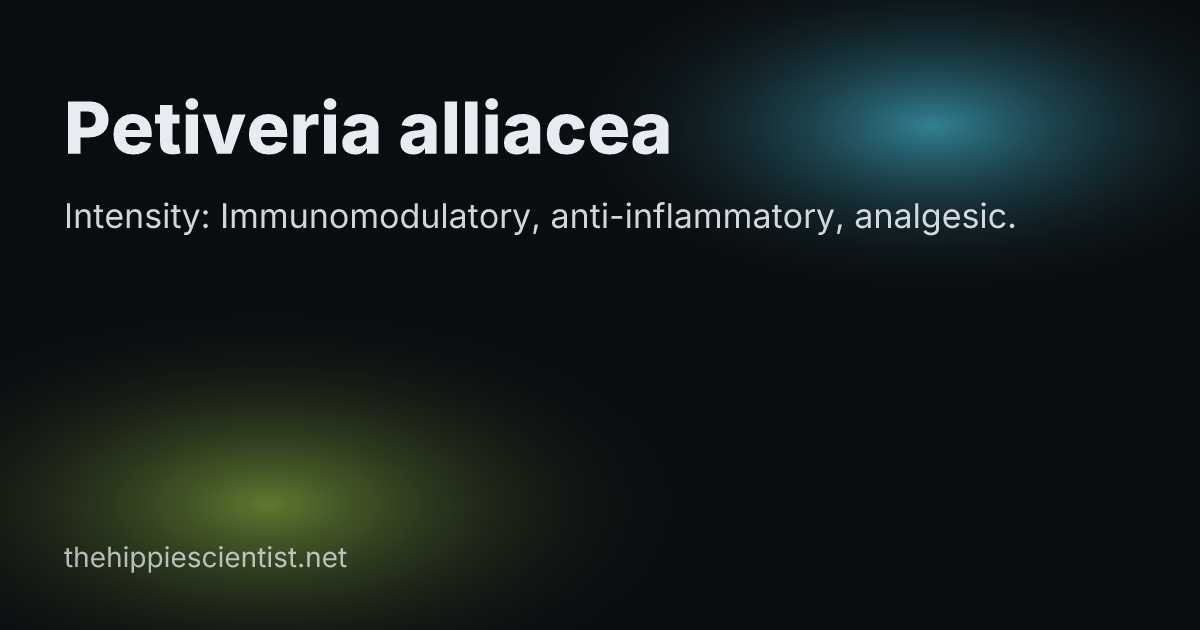 Petiveria alliacea
Intensity: Immunomodulatory, anti-inflammatory, analgesic.
thehippiescientist.net